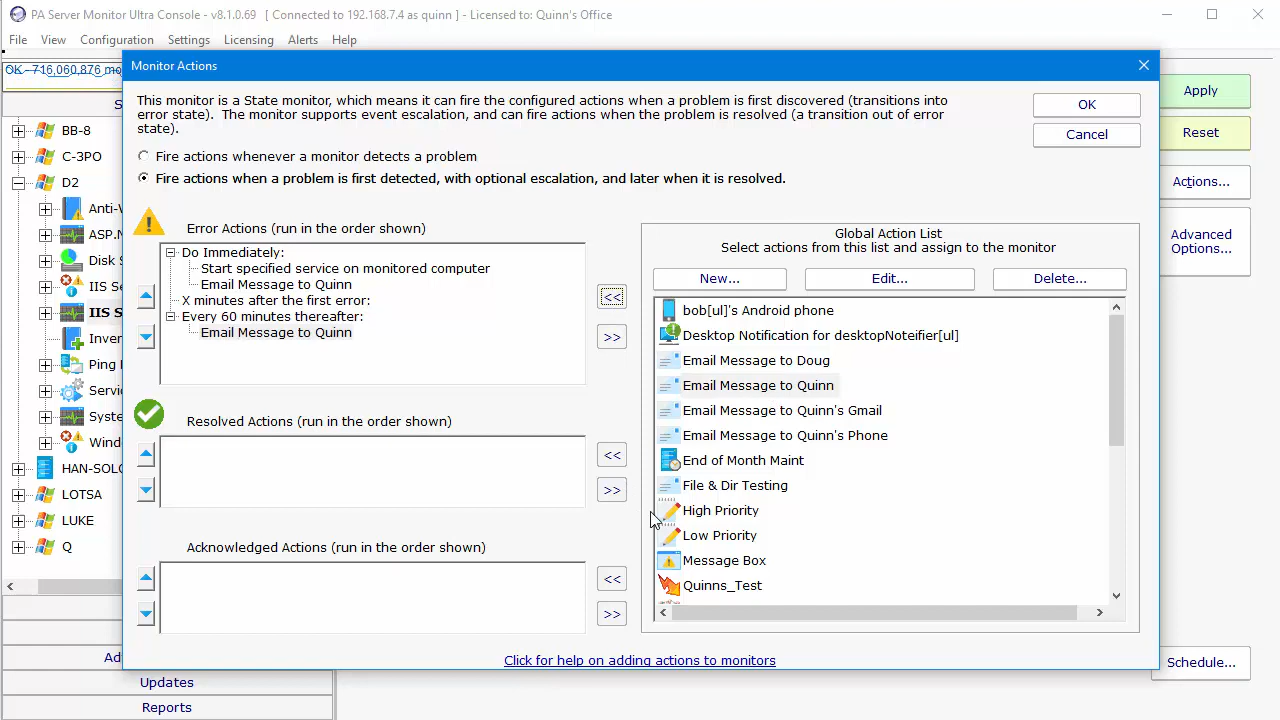 PA Server Monitor Ultra Console - v8.1.0.69 [ Connected to 192.168.7.4 as quinn ] - Licensed to: Quinn's Office
File View Configuration Settings Licensing Alerts Help
OK - 716,060,876
Monitor Actions
This monitor is a State monitor, which means it can fire the configured actions when a problem is first discovered (transitions into
error state). The monitor supports event escalation, and can fire actions when the problem is resolved (a transition out of error
state).
OK
Cancel
Fire actions whenever a monitor detects a problem
Fire actions when a problem is first detected, with optional escalation, and later when it is resolved.
Apply
Reset
Actions...
Advanced
Options...
Schedule...
BB-8
C-3PO
D2
Anti-V
ASP.N
Disk S
IIS Se
IIS S
Inver
Ping
Servic
Syste
Wind
HAN-SOLO
LOTSA
LUKE
Q
Updates
Reports
Error Actions (run in the order shown)
Do Immediately:
Start specified service on monitored computer
Email Message to Quinn
X minutes after the first error:
Every 60 minutes thereafter:
Email Message to Quinn
<<
>>
Resolved Actions (run in the order shown)
<<
>>
Acknowledged Actions (run in the order shown)
<<
>>
Global Action List
Select actions from this list and assign to the monitor
New... Edit... Delete...
bob[ul]'s Android phone
Desktop Notification for desktopNoteifier[ul]
Email Message to Doug
Email Message to Quinn
Email Message to Quinn's Gmail
Email Message to Quinn's Phone
End of Month Maint
File & Dir Testing
High Priority
Low Priority
Message Box
Quinns_Test
Click for help on adding actions to monitors